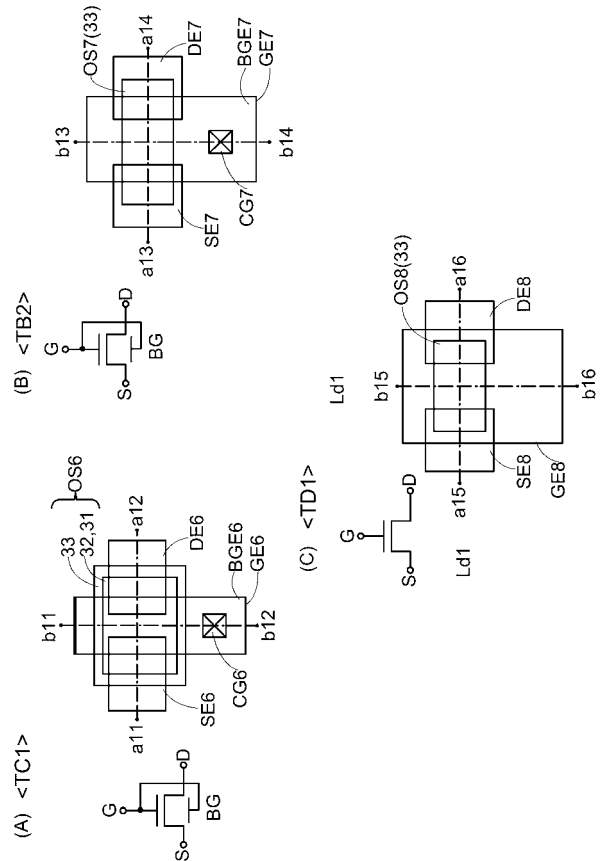 (A) <TC1>
G
S
D
BG
OS6
33
32,31
b11
a12
DE6
BGE6
GE6
a11
SE6
CG6
b12
(B) <TB2>
G
S
D
BG
OS7(33)
b13
a14
DE7
BGE7
GE7
a13
SE7
CG7
b14
(C) <TD1>
G
S
D
Ld1
Ld1
b15
OS8(33)
a16
DE8
a15
SE8
GE8
b16